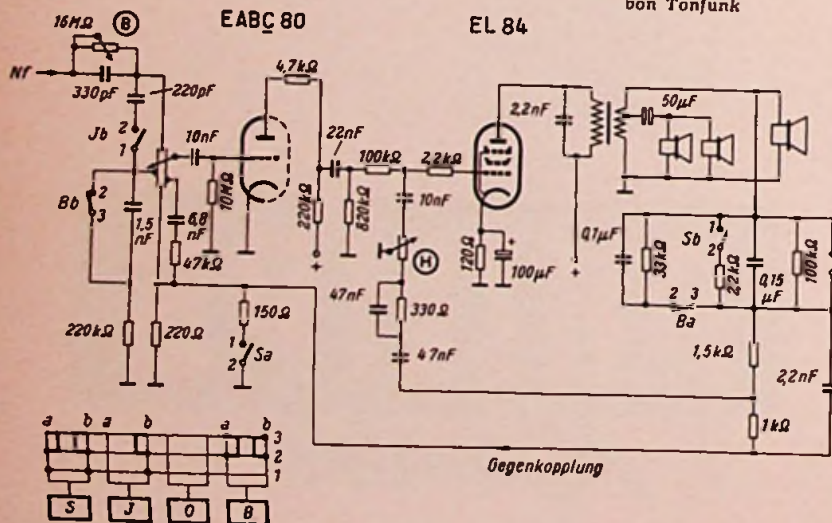 von Tonfunk
EABC 80
EL 84
16MΩ
B
Nf
330pF
220pF
4,7kΩ
Jb
2
1
10nF
22nF
100kΩ
2,2kΩ
2,2nF
50μF
Bb
2
3
1,5 nF
6,8 nF
10MΩ
220kΩ
820kΩ
10nF
H
120Ω
100μF
0,1μF
33kΩ
1
Sb
2
2,2kΩ
0,15 μF
100kΩ
47kΩ
2
3
Ba
220kΩ
220Ω
150Ω
1
2
Sa
47nF
330Ω
47nF
1,5kΩ
2,2nF
1kΩ
Gegenkopplung
a b a b a b
3
2
1
S J O B
+
+
+